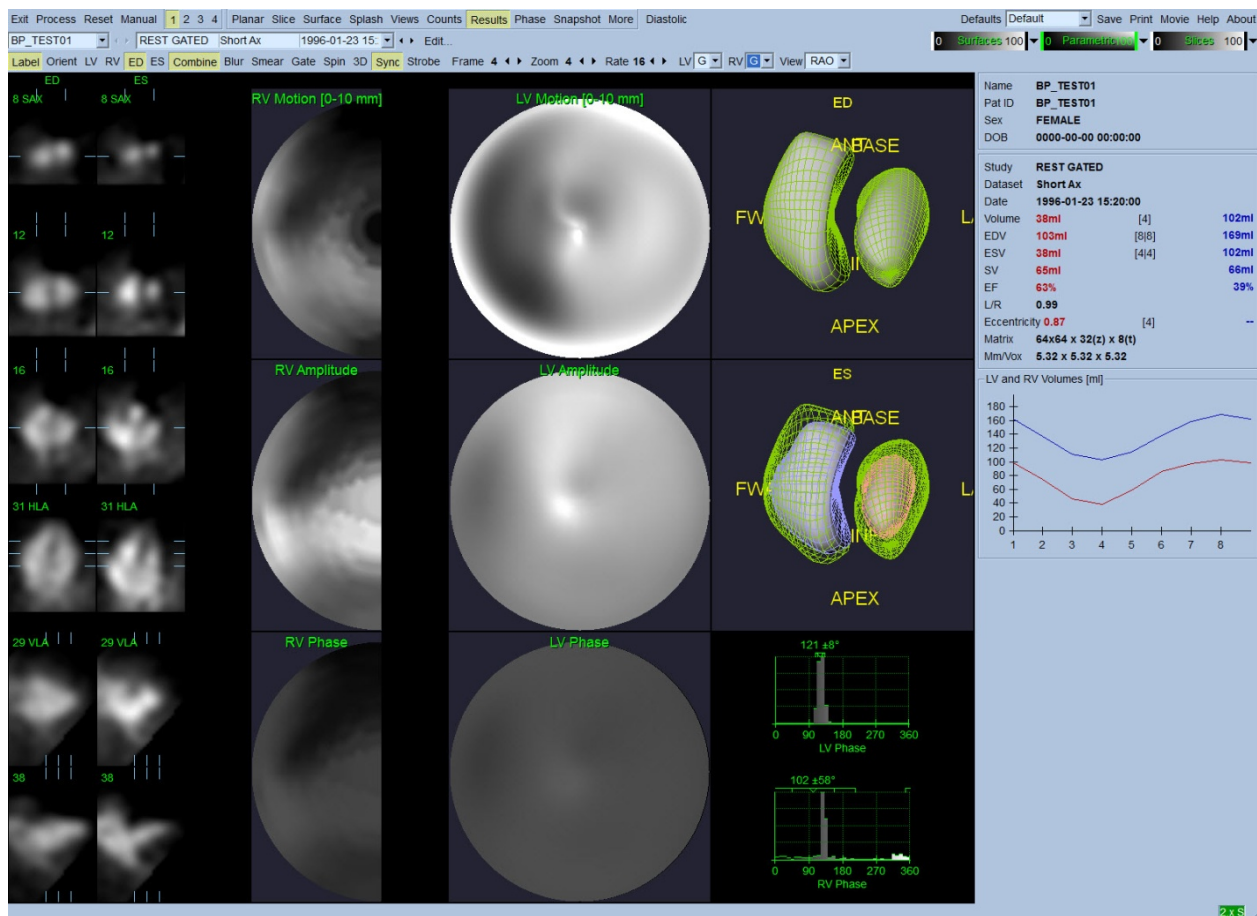 Exit Process Reset Manual 1 2 3 4 Planar Slice Surface Splash Views Counts Results Phase Snapshot More Diastolic Defaults Default Save Print Movie Help About
BP_TEST01 REST GATED Short Ax 1996-01-23 15: Edit... 0 Surfaces 100 0 Parametric 100 0 Slices 100
Label Orient LV RV ED ES Combine Blur Smear Gate Spin 3D Sync Strobe Frame 4 Zoom 4 Rate 16 LV G RV G View RAO
ED ES
8 SAX 8 SAX
12 12
16 16
31 HLA 31 HLA
29 VLA 29 VLA
38 38
RV Motion [0-10 mm] LV Motion [0-10 mm]
RV Amplitude LV Amplitude
RV Phase LV Phase
ED
ANT BASE
FW
INF
APEX
ES
ANT BASE
FW
INF
APEX
121 ±8°
0 90 180 270 360
LV Phase
102 ±58°
0 90 180 270 360
RV Phase
Name BP_TEST01
Pat ID BP_TEST01
Sex FEMALE
DOB 0000-00-00 00:00:00
Study REST GATED
Dataset Short Ax
Date 1996-01-23 15:20:00
Volume 38ml [4] 102ml
EDV 103ml [8|8] 169ml
ESV 38ml [4|4] 102ml
SV 65ml 66ml
EF 63% 39%
L/R 0.99
Eccentricity 0.87 [4] --
Matrix 64x64 x 32(z) x 8(t)
Mm/Vox 5.32 x 5.32 x 5.32
LV and RV Volumes [ml]
180
160
140
120
100
80
60
40
20
0
1 2 3 4 5 6 7 8
2 x S